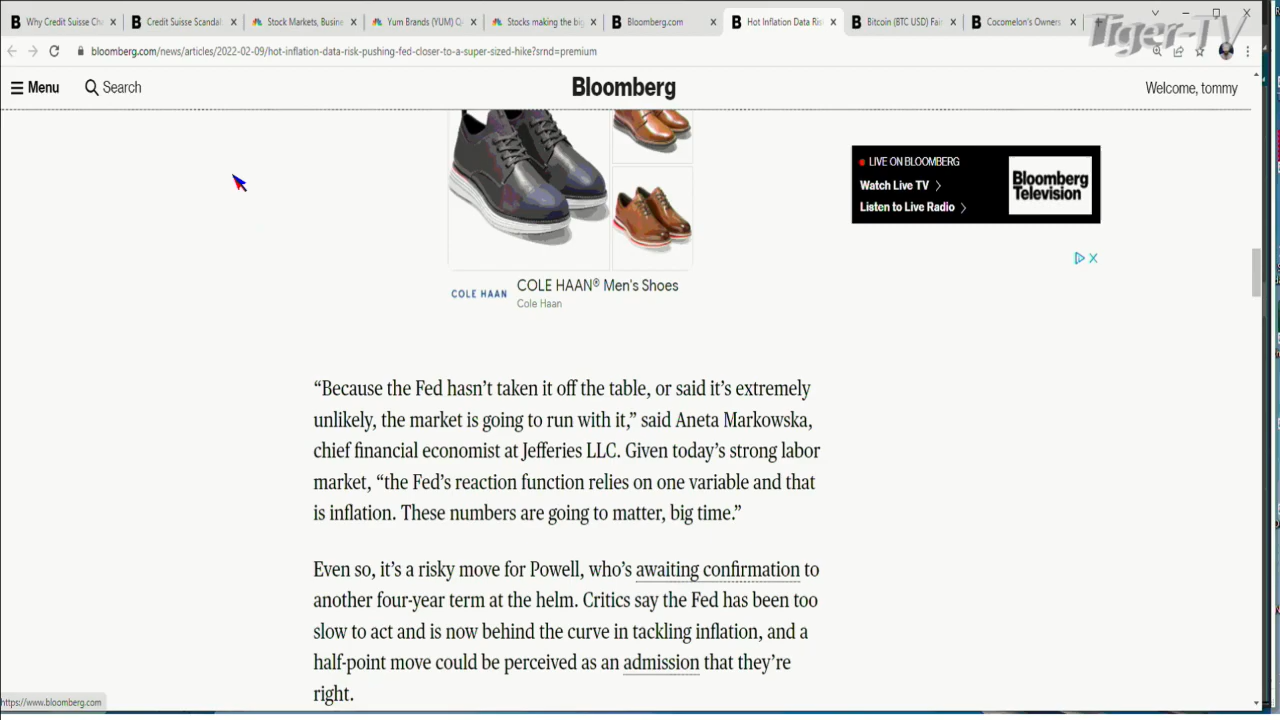 Why Credit Suisse Cha
Credit Suisse Scandal
Stock Markets, Busine
Yum Brands (YUM) Q
Stocks making the big
Bloomberg.com
Hot Inflation Data Ris
Bitcoin (BTC USD) Fair
Cocomelon's Owners
Tiger-TV
bloomberg.com/news/articles/2022-02-09/hot-inflation-data-risk-pushing-fed-closer-to-a-super-sized-hike?srnd=premium
Menu
Search
Bloomberg
Welcome, tommy
LIVE ON BLOOMBERG
Watch Live TV
Listen to Live Radio
Bloomberg
Television
COLE HAAN
COLE HAAN® Men's Shoes
Cole Haan
“Because the Fed hasn’t taken it off the table, or said it’s extremely
unlikely, the market is going to run with it,” said Aneta Markowska,
chief financial economist at Jefferies LLC. Given today’s strong labor
market, “the Fed’s reaction function relies on one variable and that
is inflation. These numbers are going to matter, big time.”
Even so, it’s a risky move for Powell, who’s awaiting confirmation to
another four-year term at the helm. Critics say the Fed has been too
slow to act and is now behind the curve in tackling inflation, and a
half-point move could be perceived as an admission that they’re
right.
https://www.bloomberg.com